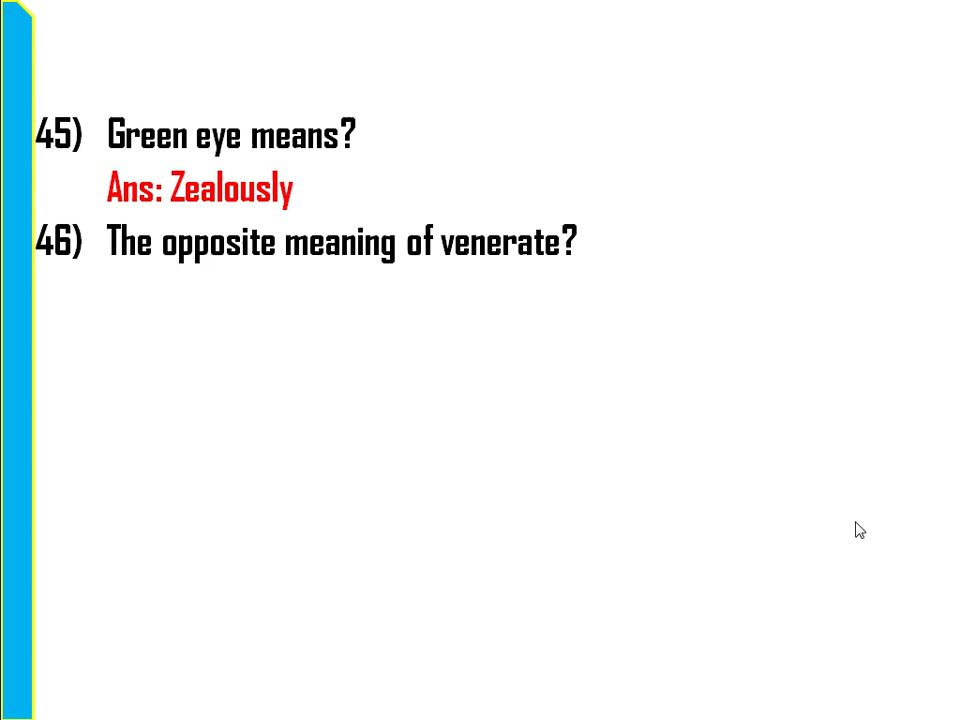 45) Green eye means?
Ans: Zealously
46) The opposite meaning of venerate?